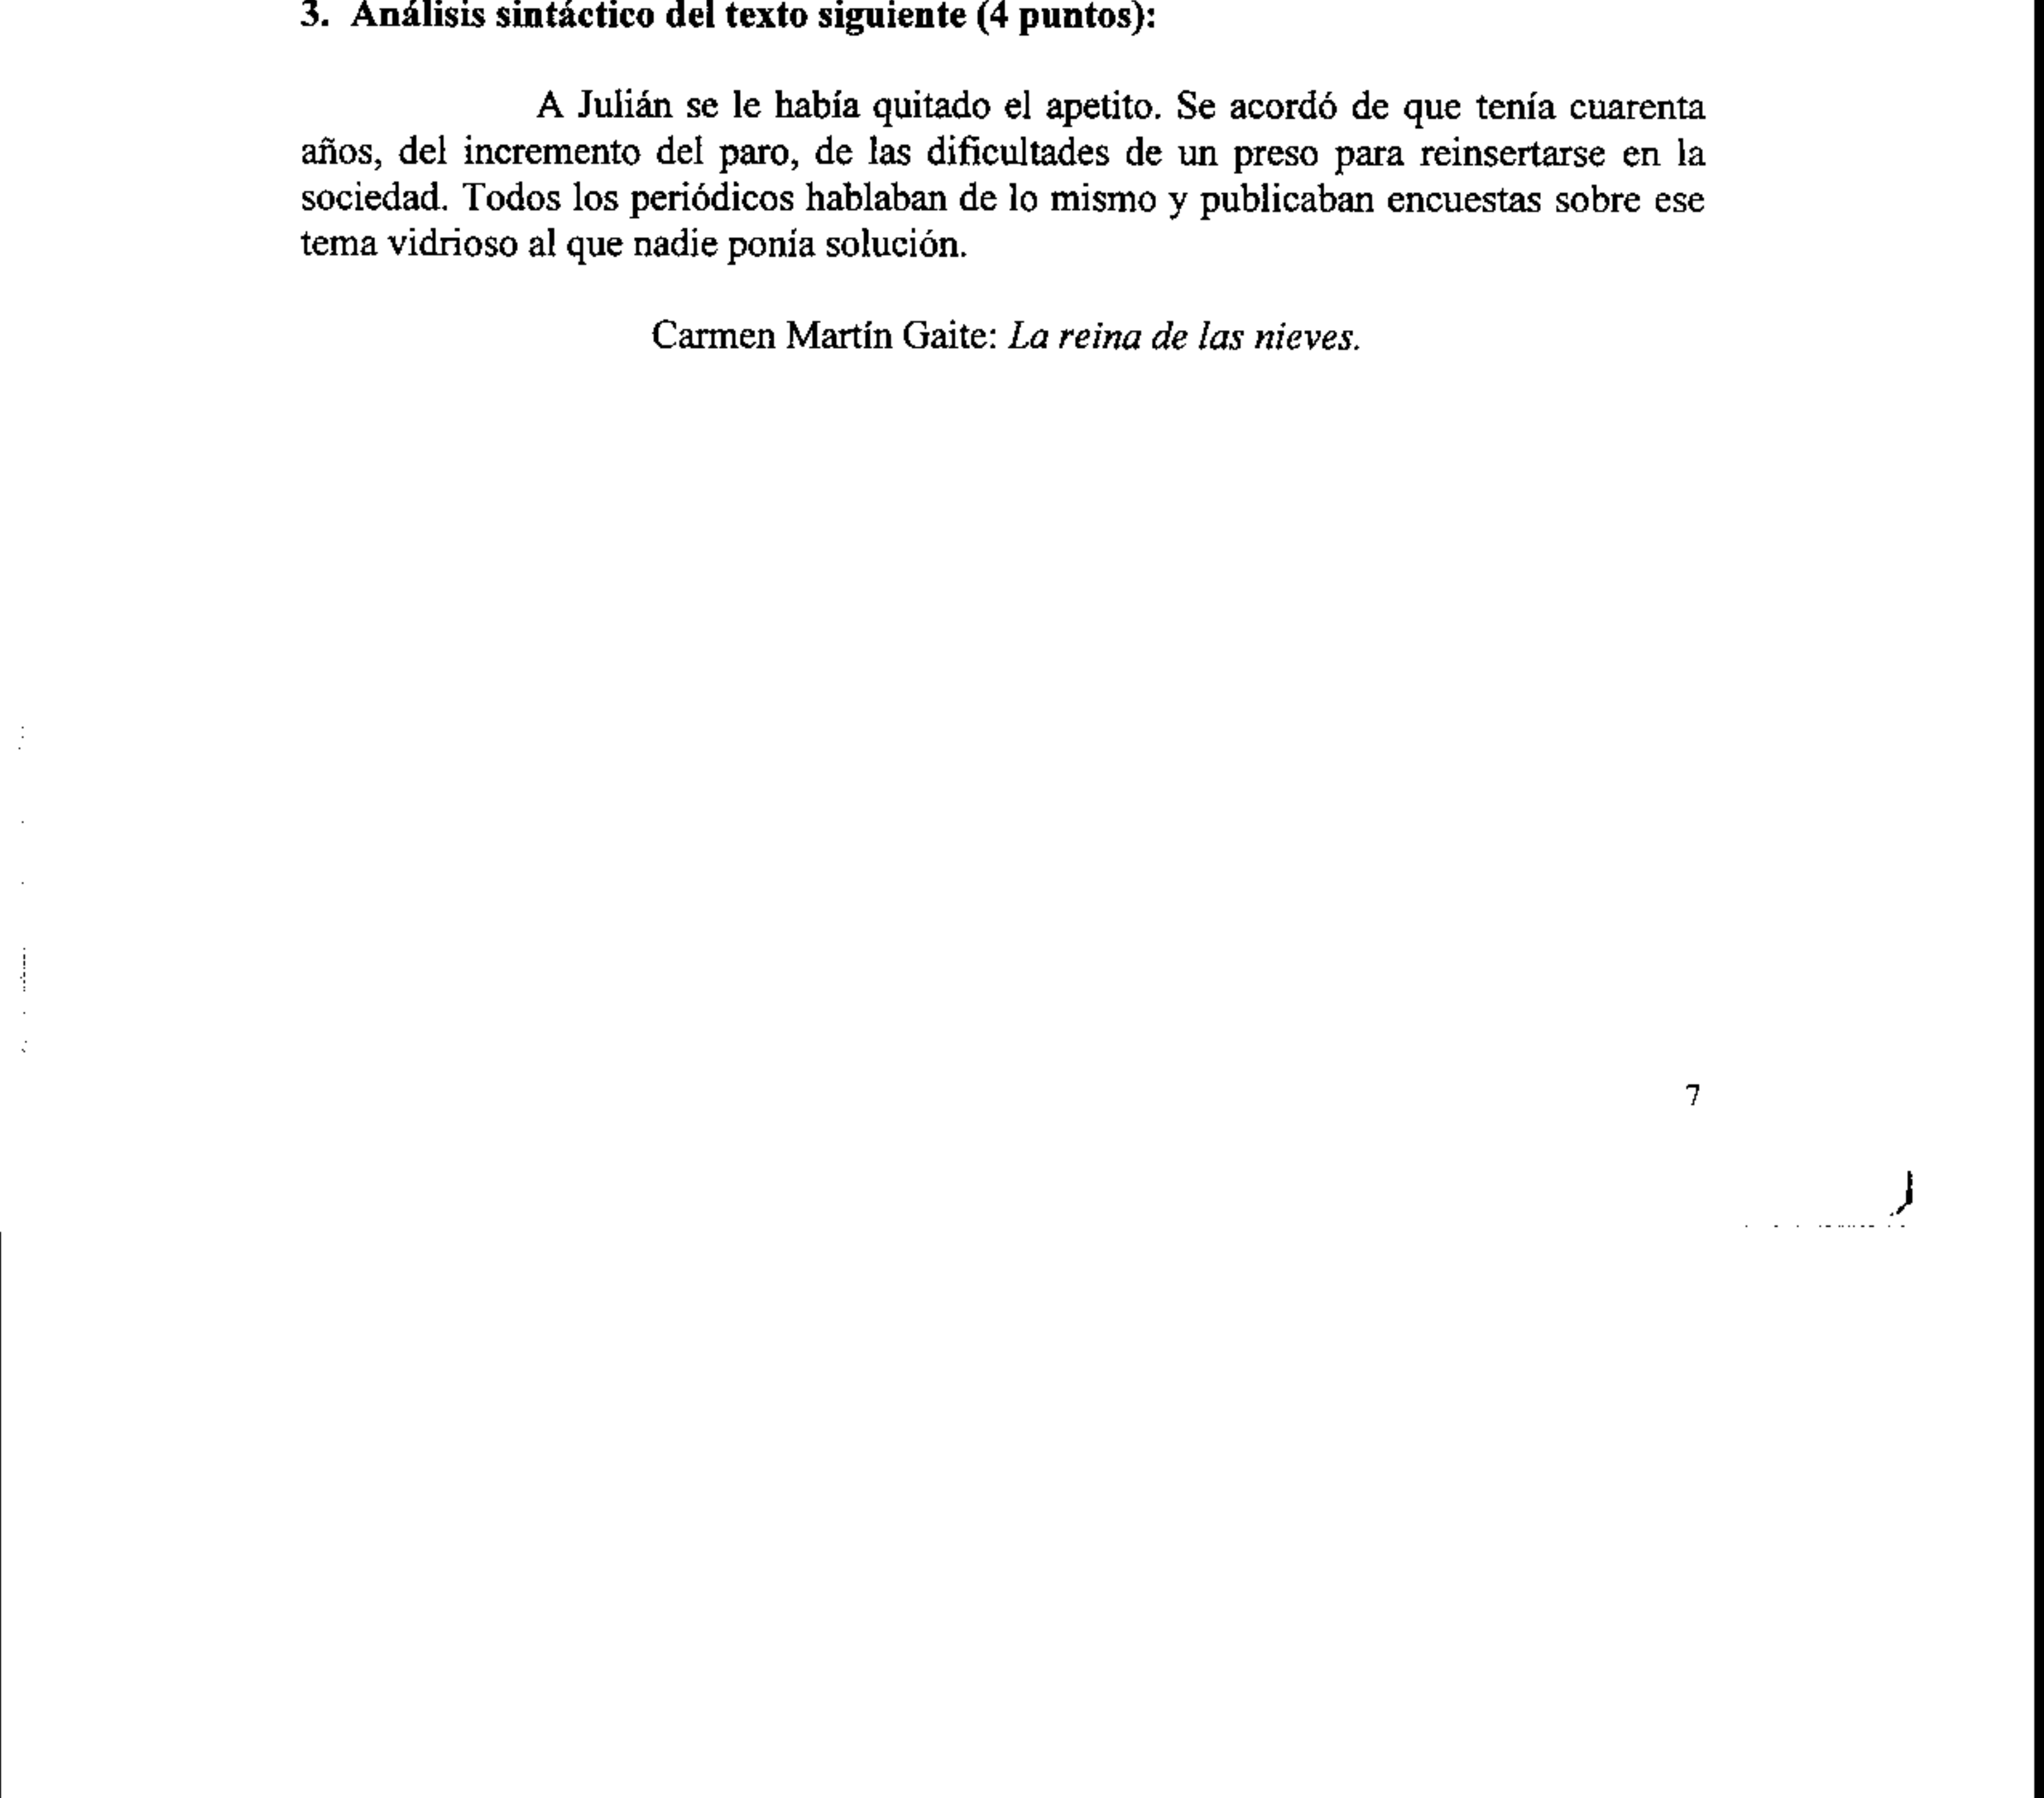 3. Análisis sintáctico del texto siguiente (4 puntos):
A Julián se le había quitado el apetito. Se acordó de que tenía cuarenta
años, del incremento del paro, de las dificultades de un preso para reinsertarse en la
sociedad. Todos los periódicos hablaban de lo mismo y publicaban encuestas sobre ese
tema vidrioso al que nadie ponía solución.
Carmen Martín Gaite: La reina de las nieves.
7